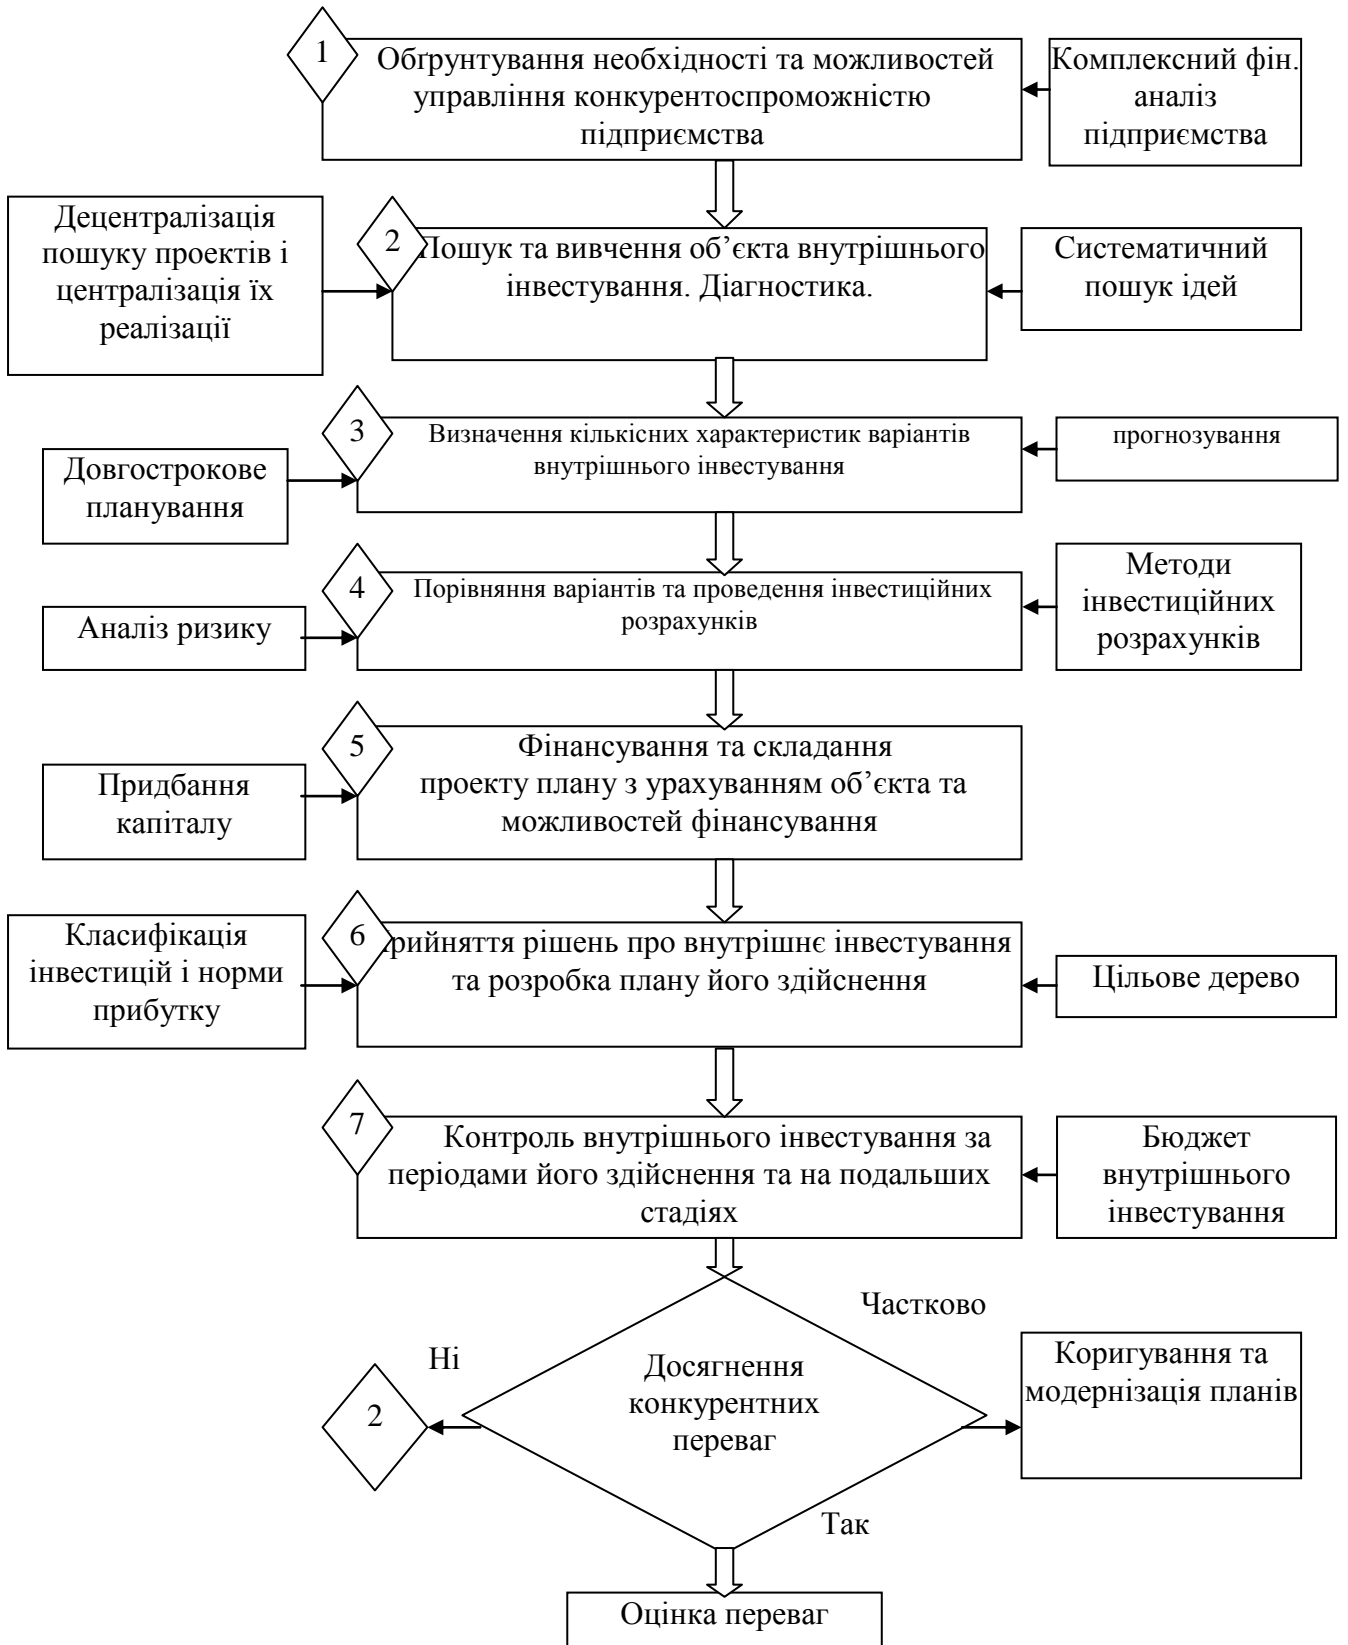 1
Обґрунтування необхідності та можливостей
управління конкурентоспроможністю
підприємства
Комплексний фін.
аналіз
підприємства
Децентралізація
пошуку проектів і
централізація їх
реалізації
2
Пошук та вивчення об’єкта внутрішнього
інвестування. Діагностика.
Систематичний
пошук ідей
3
Визначення кількісних характеристик варіантів
внутрішнього інвестування
прогнозування
Довгострокове
планування
4
Порівняння варіантів та проведення інвестиційних
розрахунків
Методи
інвестиційних
розрахунків
Аналіз ризику
5
Фінансування та складання
проекту плану з урахуванням об’єкта та
можливостей фінансування
Придбання
капіталу
Класифікація
інвестицій і норми
прибутку
6
рийняття рішень про внутрішнє інвестування
та розробка плану його здійснення
Цільове дерево
7
Контроль внутрішнього інвестування за
періодами його здійснення та на подальших
стадіях
Бюджет
внутрішнього
інвестування
Частково
Ні
Досягнення
конкурентних
переваг
2
Коригування та
модернізація планів
Так
Оцінка переваг